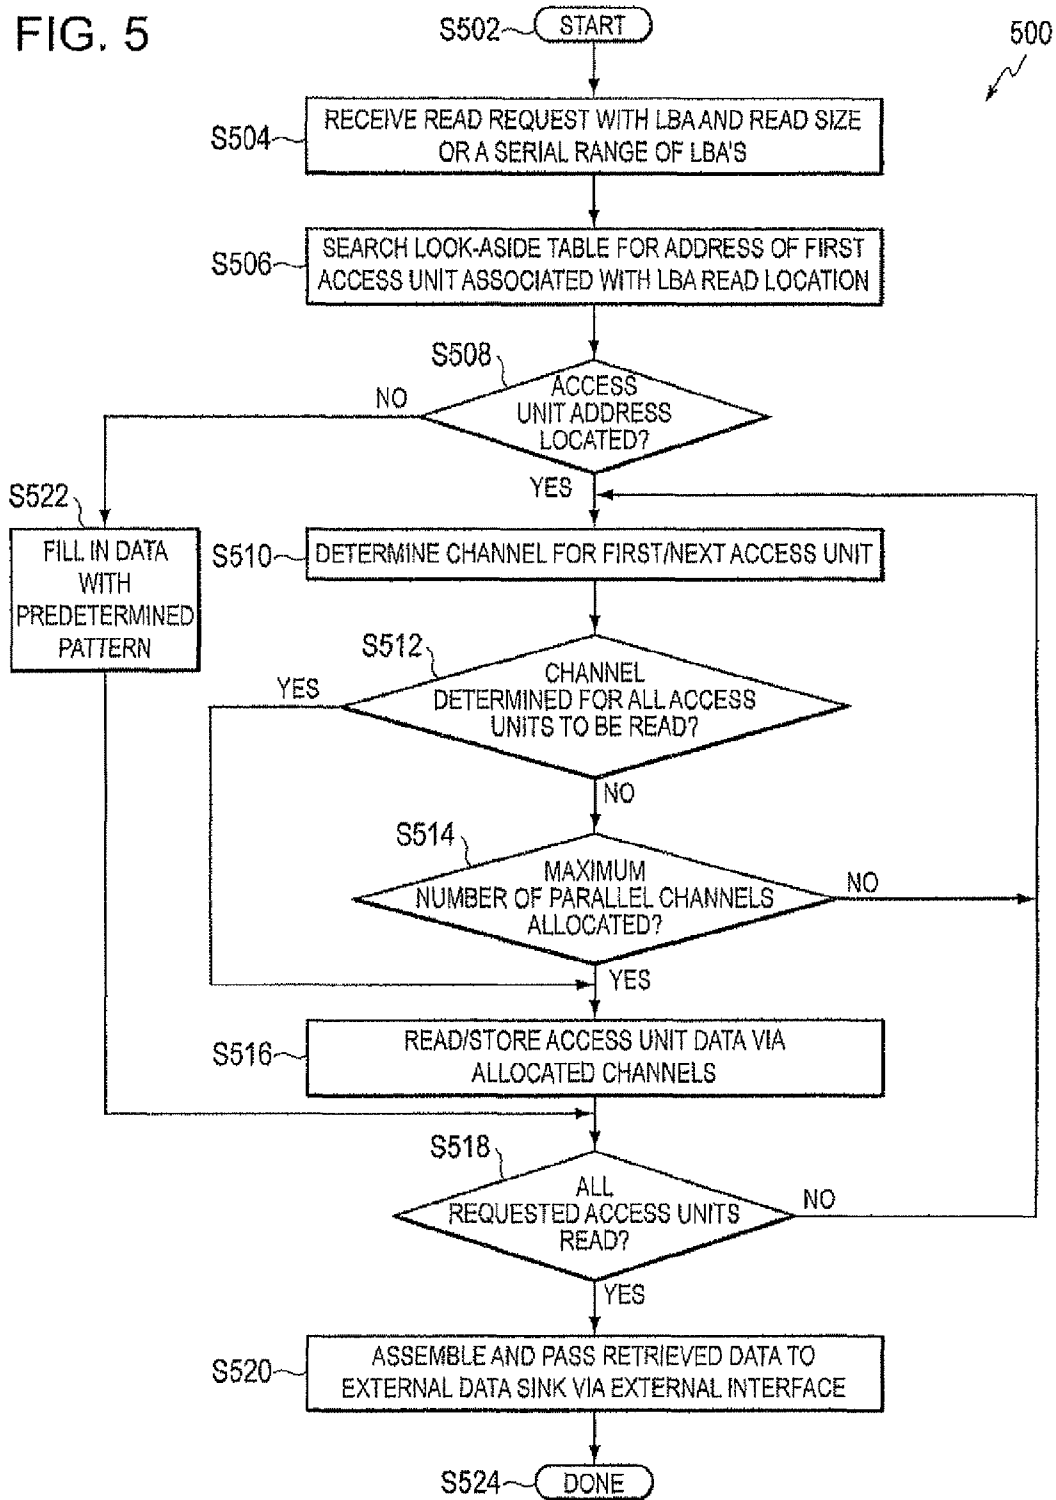 FIG. 5
S502
START
500
S504
RECEIVE READ REQUEST WITH LBA AND READ SIZE
OR A SERIAL RANGE OF LBA'S
S506
SEARCH LOOK-ASIDE TABLE FOR ADDRESS OF FIRST
ACCESS UNIT ASSOCIATED WITH LBA READ LOCATION
S508
ACCESS
UNIT ADDRESS
LOCATED?
NO
YES
S522
FILL IN DATA
WITH
PREDETERMINED
PATTERN
S510
DETERMINE CHANNEL FOR FIRST/NEXT ACCESS UNIT
S512
CHANNEL
DETERMINED FOR ALL ACCESS
UNITS TO BE READ?
YES
NO
S514
MAXIMUM
NUMBER OF PARALLEL CHANNELS
ALLOCATED?
NO
YES
S516
READ/STORE ACCESS UNIT DATA VIA
ALLOCATED CHANNELS
S518
ALL
REQUESTED ACCESS UNITS
READ?
NO
YES
S520
ASSEMBLE AND PASS RETRIEVED DATA TO
EXTERNAL DATA SINK VIA EXTERNAL INTERFACE
S524
DONE